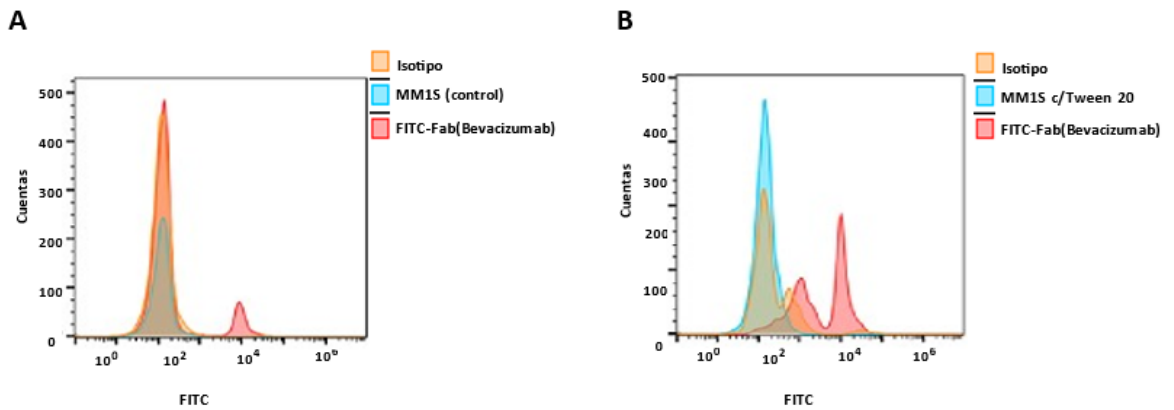 A
Isotipo
MM1S (control)
FITC-Fab(Bevacizumab)
500
400
300
200
100
0
Cuentas
10⁰
10²
10⁴
10⁶
FITC
B
Isotipo
MM1S c/Tween 20
FITC-Fab(Bevacizumab)
500
400
300
200
100
0
Cuentas
10⁰
10²
10⁴
10⁶
FITC